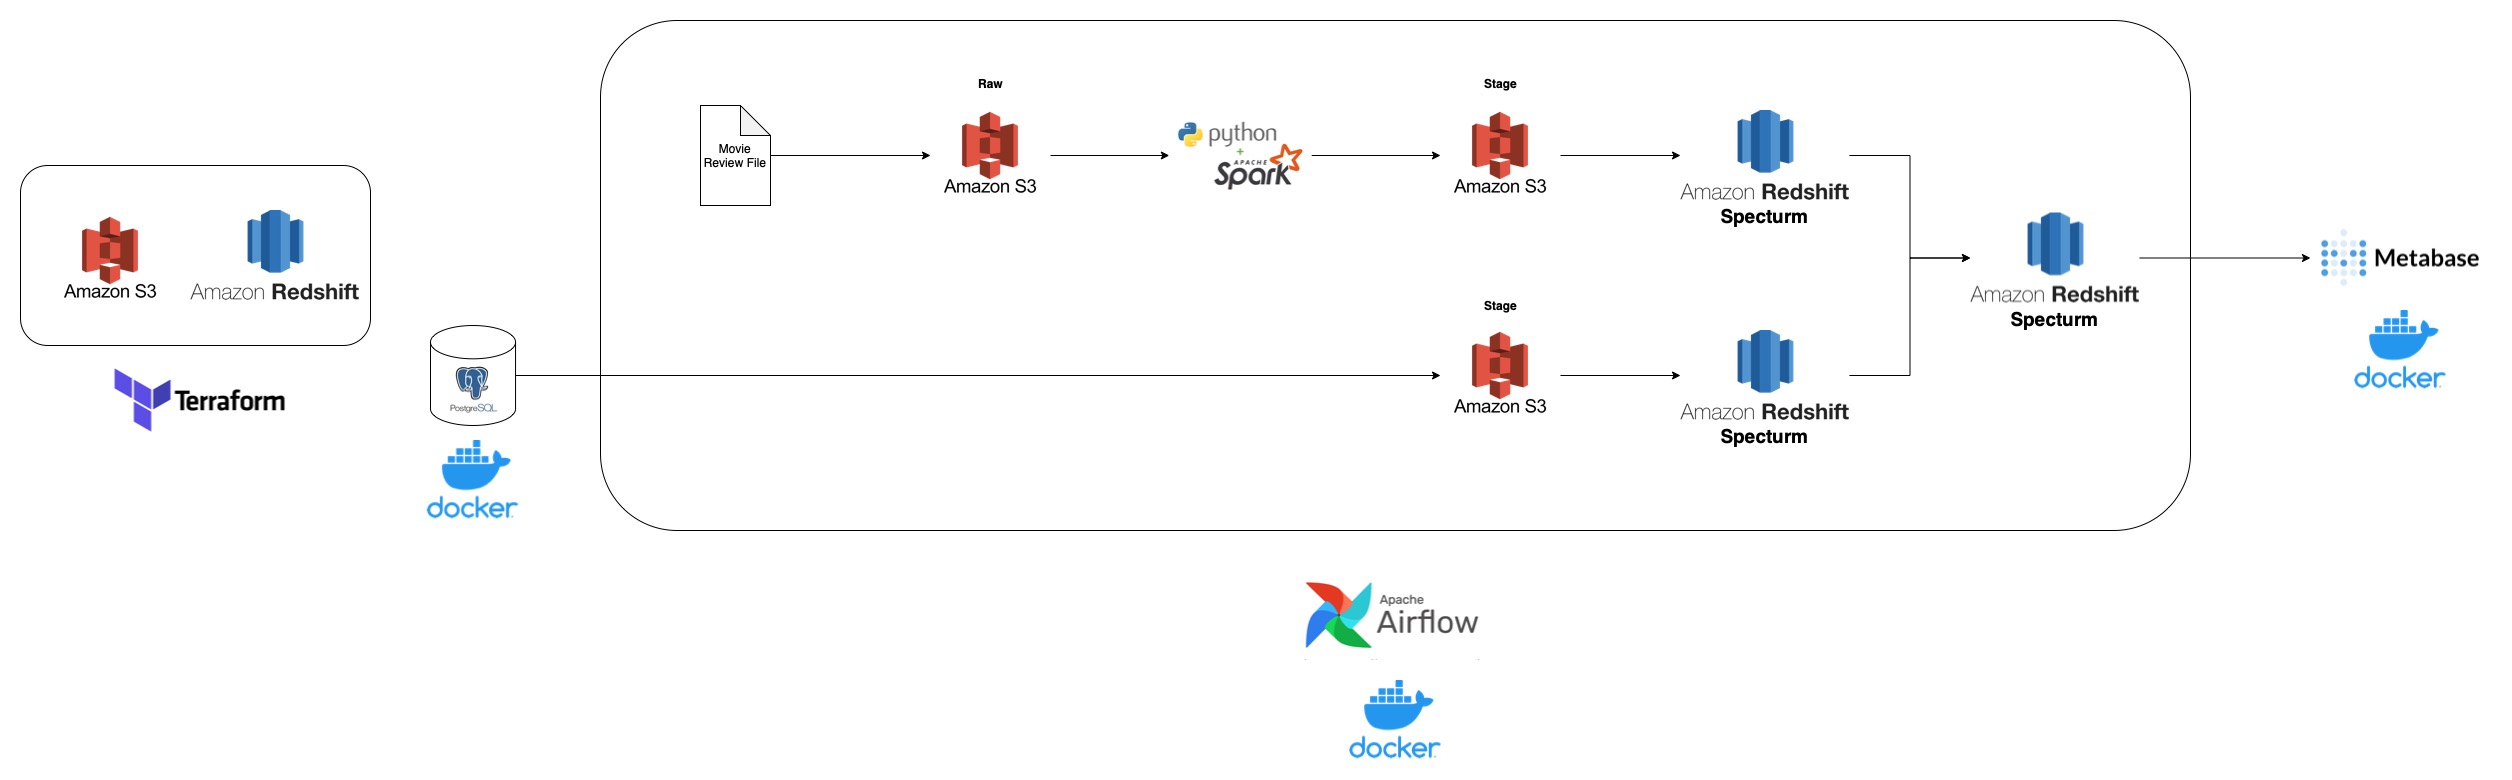 Amazon S3
Amazon Redshift
Terraform
PostgreSQL
docker
Movie
Review File
Raw
Amazon S3
python
+
APACHE
Spark
Stage
Amazon S3
Amazon Redshift
Specturm
Stage
Amazon S3
Amazon Redshift
Specturm
Amazon Redshift
Specturm
Metabase
docker
Apache
Airflow
docker